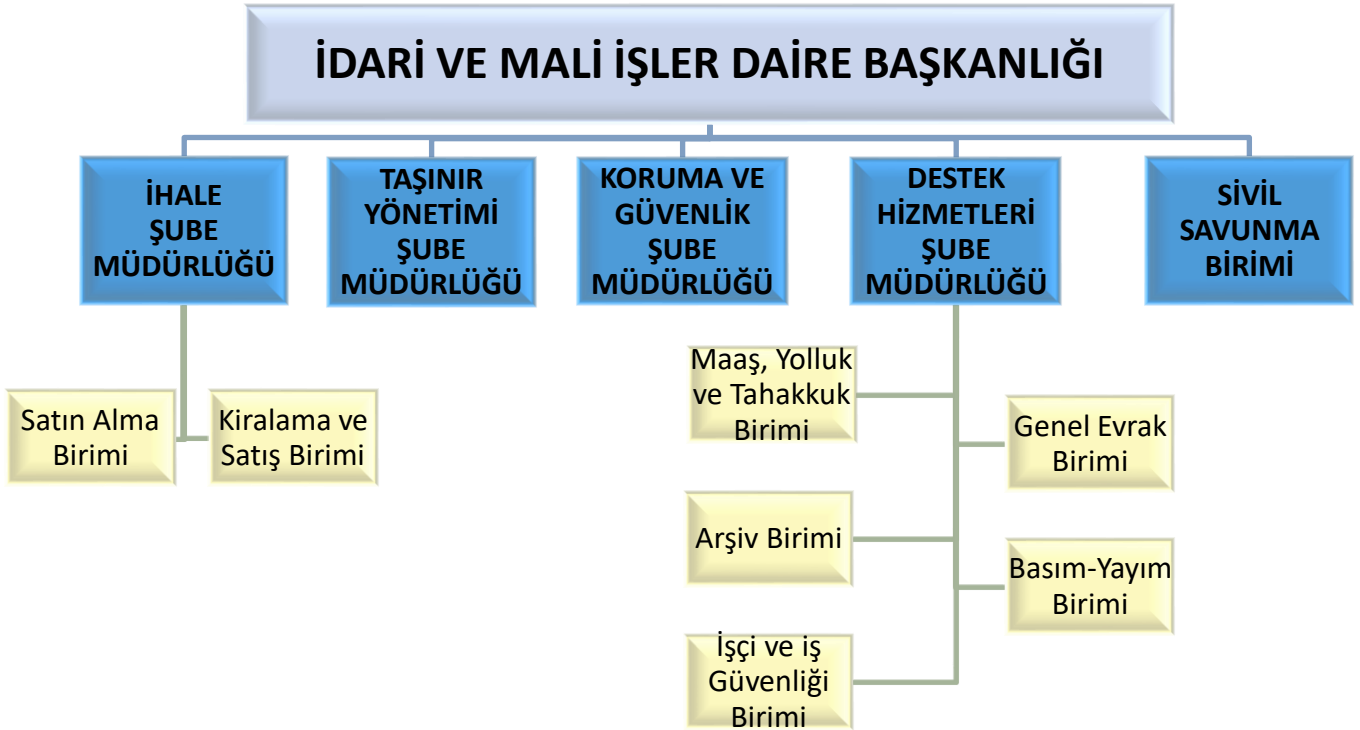 İDARİ VE MALİ İŞLER DAİRE BAŞKANLIĞI
İHALE
ŞUBE
MÜDÜRLÜĞÜ
TAŞINIR
YÖNETİMİ
ŞUBE
MÜDÜRLÜĞÜ
KORUMA VE
GÜVENLİK
ŞUBE
MÜDÜRLÜĞÜ
DESTEK
HİZMETLERİ
ŞUBE
MÜDÜRLÜĞÜ
SİVİL
SAVUNMA
BİRİMİ
Satın Alma
Birimi
Kiralama ve
Satış Birimi
Maaş, Yolluk
ve Tahakkuk
Birimi
Genel Evrak
Birimi
Arşiv Birimi
Basım-Yayım
Birimi
İşçi ve iş
Güvenliği
Birimi